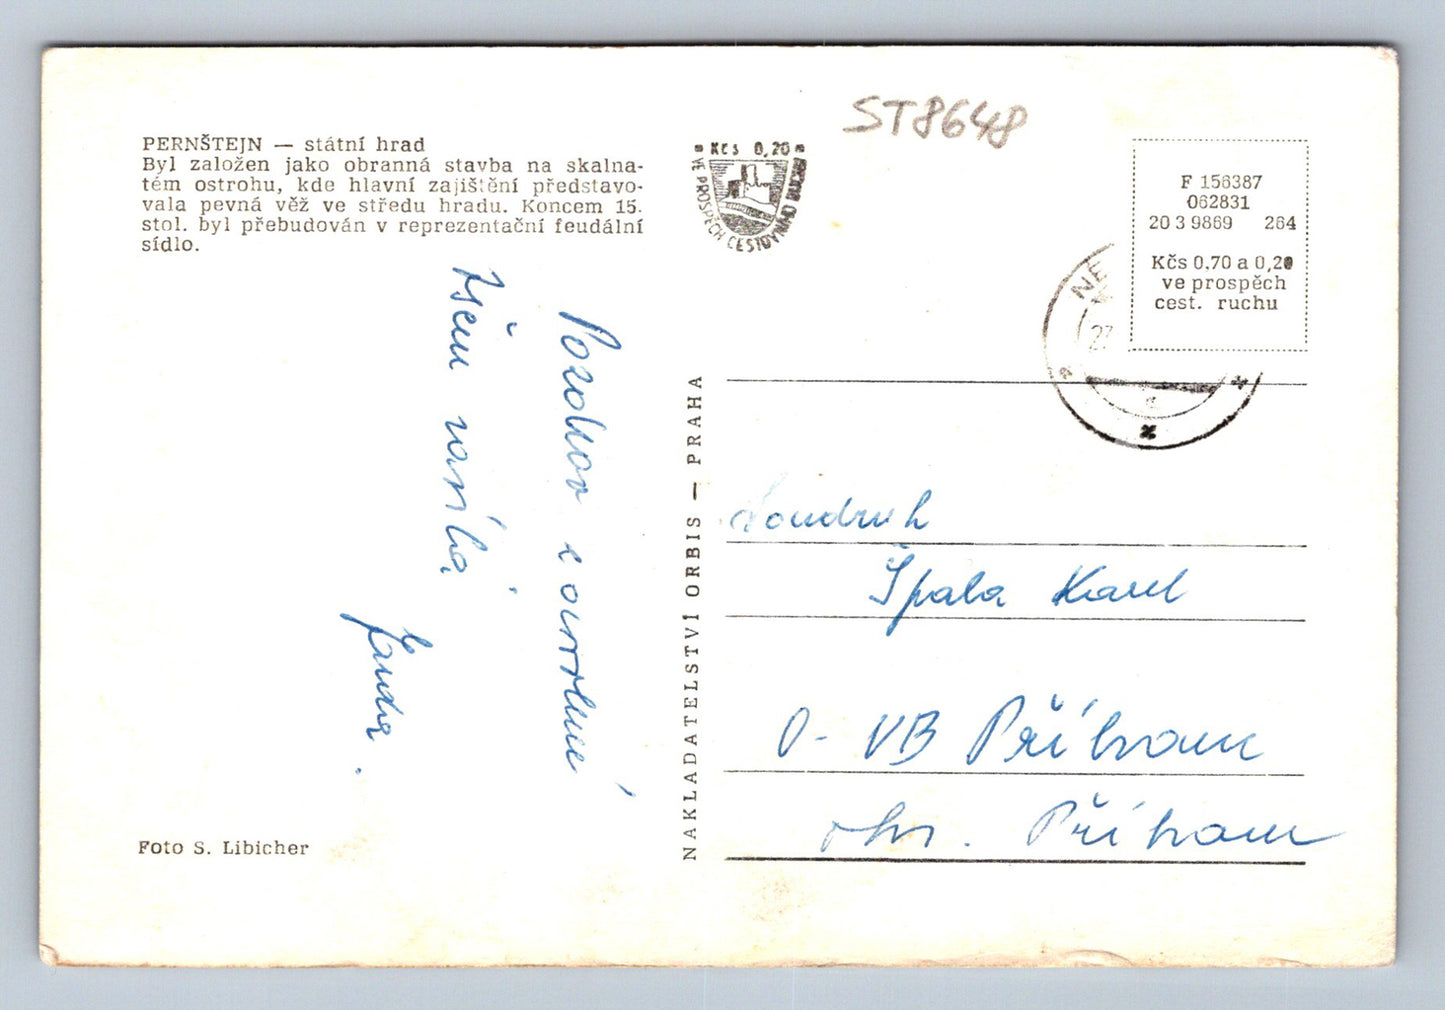 PERNŠTEJN — státní hrad
Byl založen jako obranná stavba na skalna-
tém ostrohu, kde hlavní zajištění představo-
vala pevná věž ve středu hradu. Koncem 15.
stol. byl přebudován v reprezentační feudální
sídlo.
Pozdrav
Všem
Foto S. Libicher
NAKLADATELSTVÍ ORBIS — PRAHA
KČS 0,20
VE PROSPĚCH CESTOVNÍHO RUCHU
ST8648
F 156387
062831
20 3 9869 264
Kčs 0,70 a 0,20
ve prospěch
cest. ruchu
NE
Soudruh
Špala Karel
O-VB Příbram
okr. Příbram